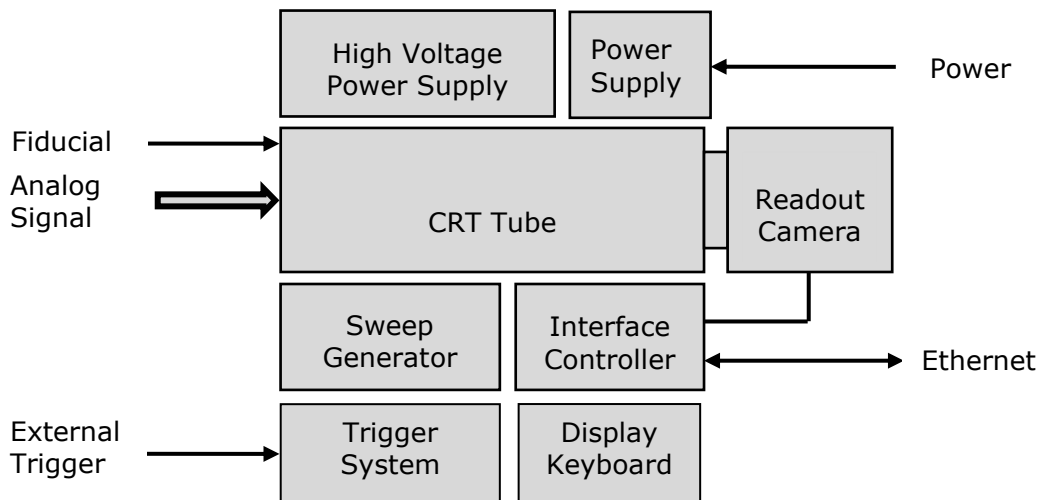 High Voltage
Power Supply
Power
Supply
Power
Fiducial
Analog
Signal
CRT Tube
Readout
Camera
Sweep
Generator
Interface
Controller
Ethernet
External
Trigger
Trigger
System
Display
Keyboard